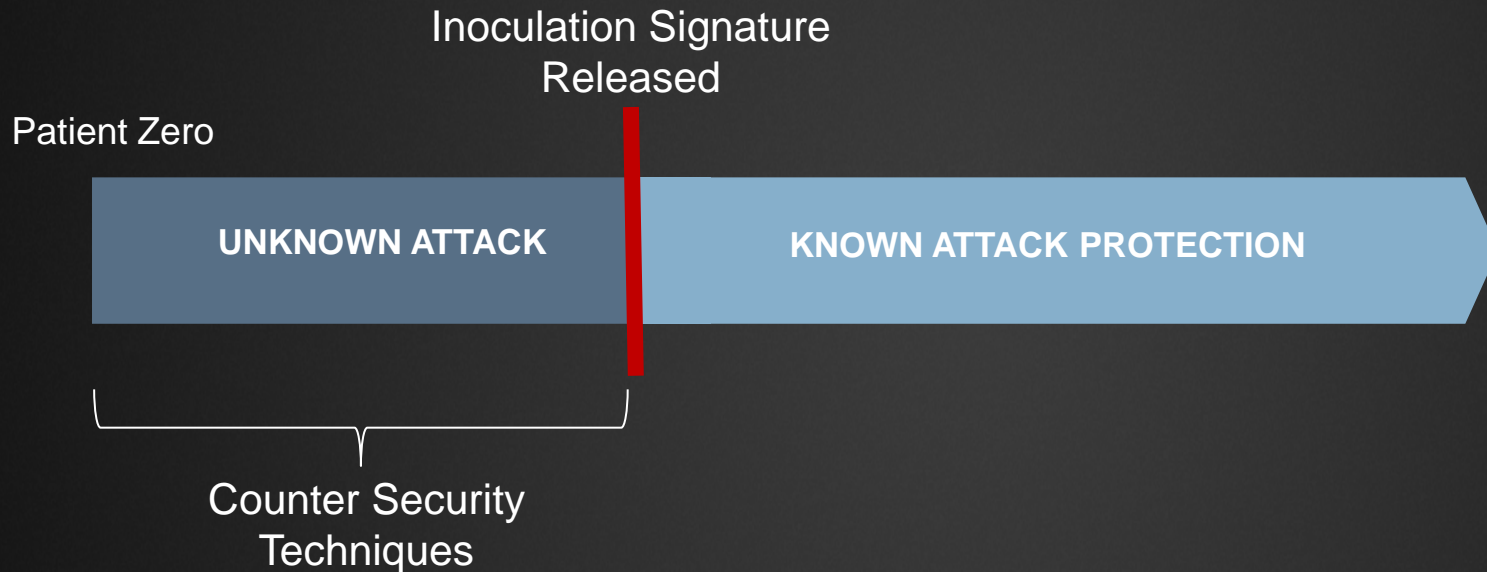 Inoculation Signature
Released
Patient Zero
UNKNOWN ATTACK
KNOWN ATTACK PROTECTION
Counter Security
Techniques